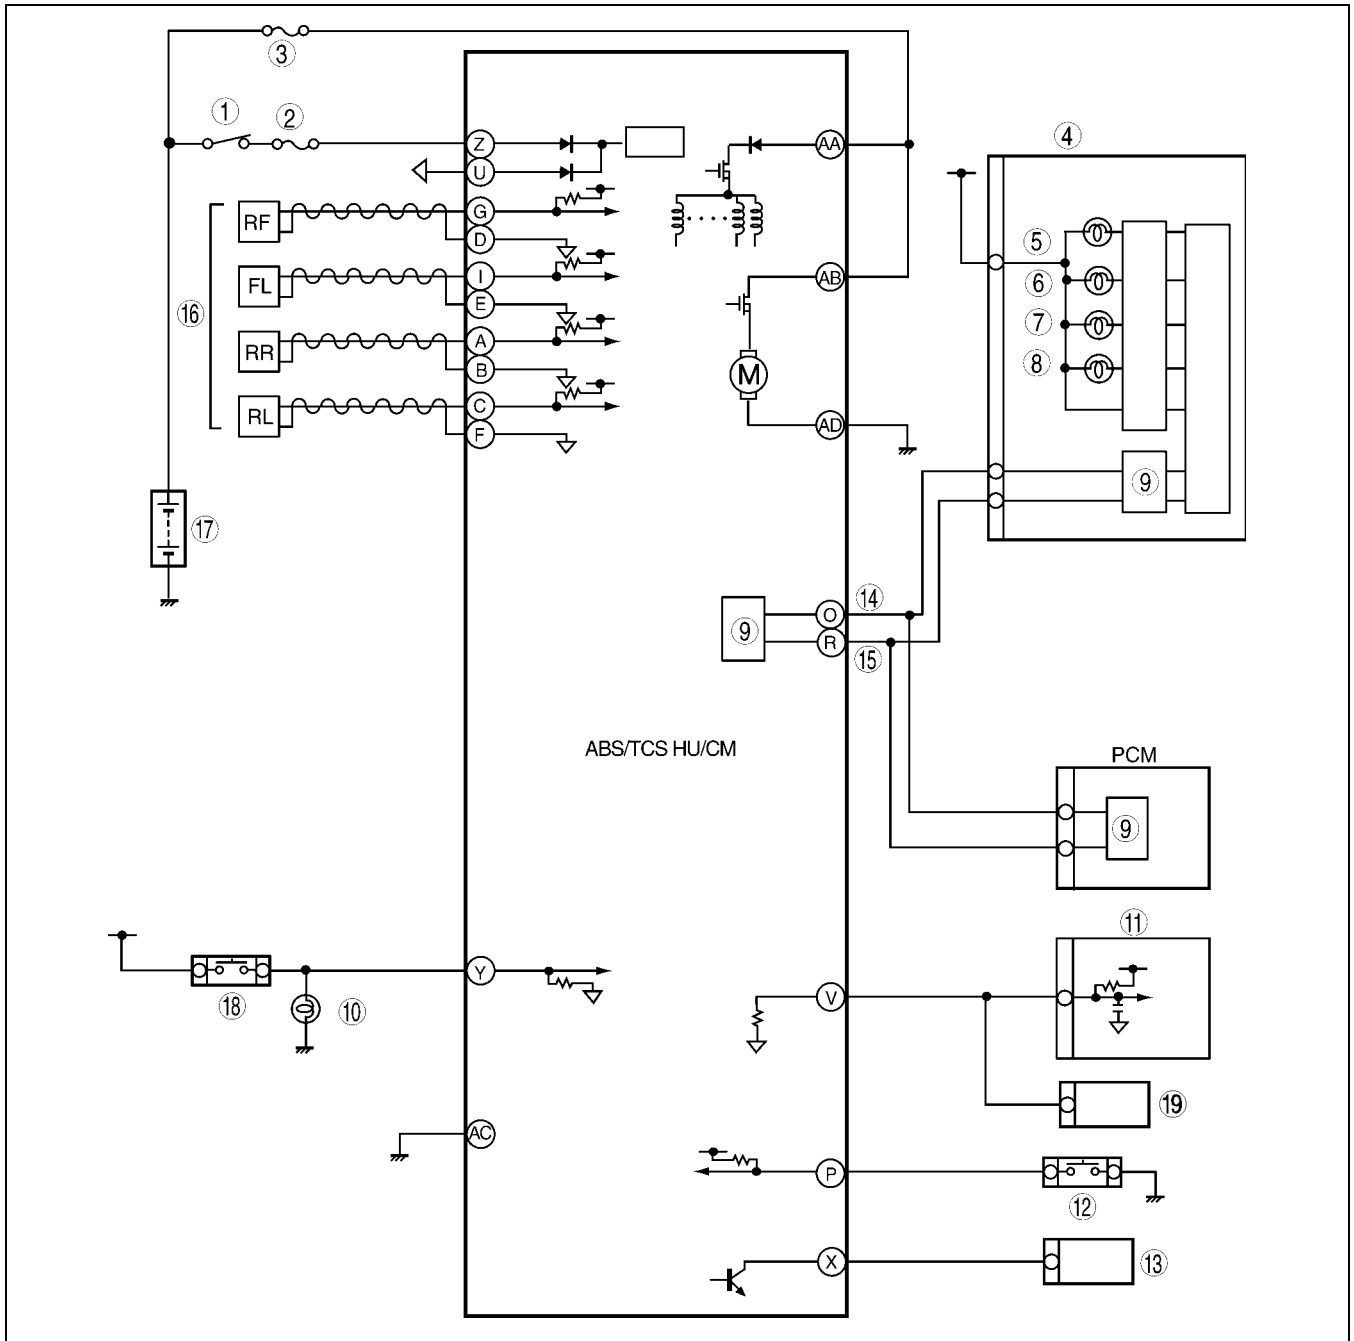 ③
①
②
④
Z
AA
U
RF
G
D
⑤
FL
I
AB
⑥
E
⑯
⑦
RR
A
B
M
⑧
RL
C
AD
F
⑨
⑰
⑭
O
⑨
R
⑮
ABS/TCS HU/CM
PCM
⑨
⑪
Y
⑱
⑩
V
⑲
AC
P
⑫
X
⑬